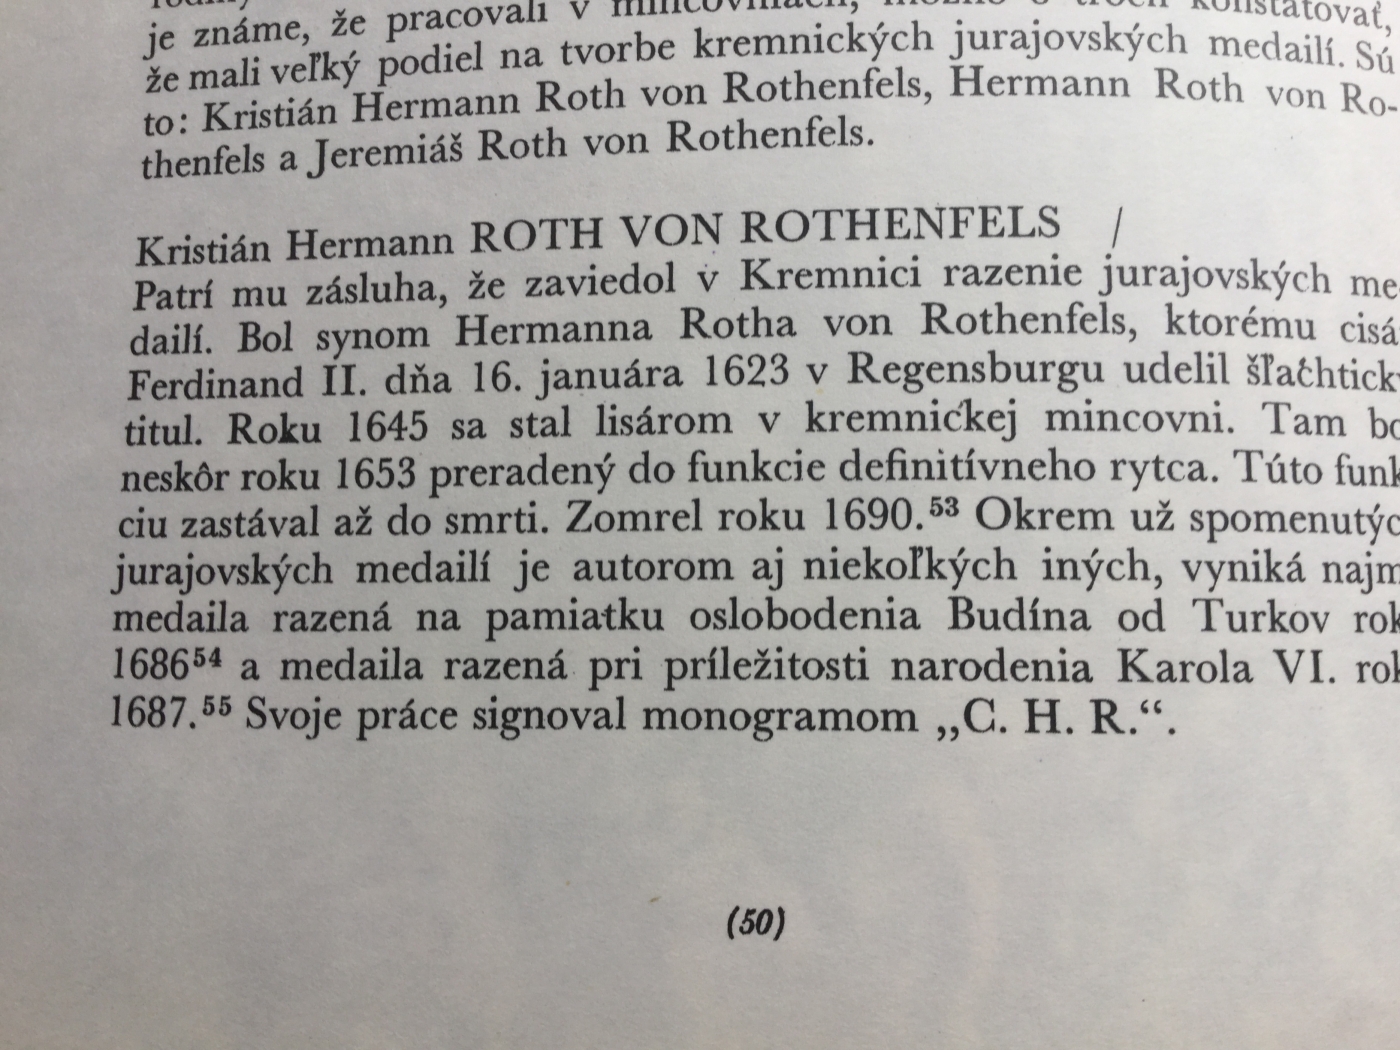 je známe, že pracovali v mincovniach, možno o troch konštatovať,
že mali veľký podiel na tvorbe kremnických jurajovských medailí. Sú
to: Kristián Hermann Roth von Rothenfels, Hermann Roth von Ro-
thenfels a Jeremiáš Roth von Rothenfels.
Kristián Hermann ROTH VON ROTHENFELS /
Patrí mu zásluha, že zaviedol v Kremnici razenie jurajovských me-
dailí. Bol synom Hermanna Rotha von Rothenfels, ktorému cisá
Ferdinand II. dňa 16. januára 1623 v Regensburgu udelil šľachtick
titul. Roku 1645 sa stal lisárom v kremnickej mincovni. Tam bo
neskôr roku 1653 preradený do funkcie definitívneho rytca. Túto funk
ciu zastával až do smrti. Zomrel roku 1690.⁵³ Okrem už spomenutýc
jurajovských medailí je autorom aj niekoľkých iných, vyniká najm
medaila razená na pamiatku oslobodenia Budína od Turkov rok
1686⁵⁴ a medaila razená pri príležitosti narodenia Karola VI. rok
1687.⁵⁵ Svoje práce signoval monogramom „C. H. R.“.
(50)